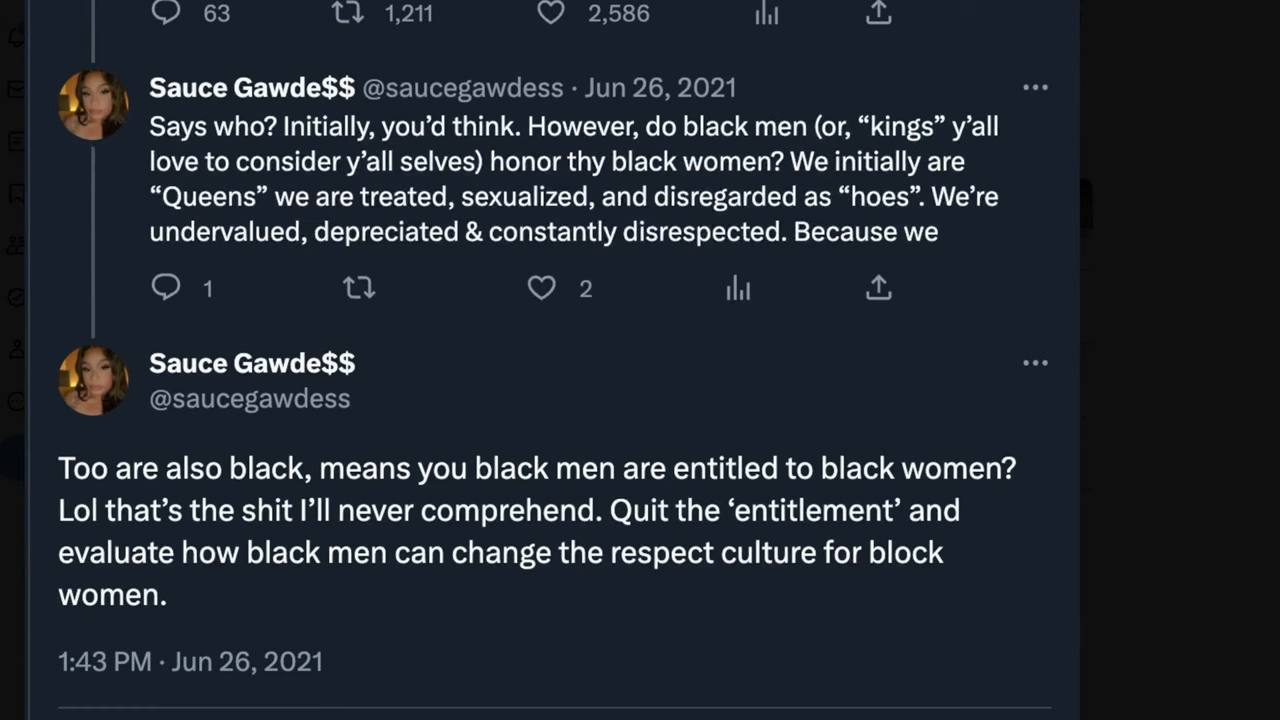 63 1,211 2,586
Sauce Gawde$$ @saucegawdess · Jun 26, 2021
Says who? Initially, you’d think. However, do black men (or, “kings” y’all
love to consider y’all selves) honor thy black women? We initially are
“Queens” we are treated, sexualized, and disregarded as “hoes”. We’re
undervalued, depreciated & constantly disrespected. Because we
1 2
Sauce Gawde$$
@saucegawdess
Too are also black, means you black men are entitled to black women?
Lol that’s the shit I’ll never comprehend. Quit the ‘entitlement’ and
evaluate how black men can change the respect culture for block
women.
1:43 PM · Jun 26, 2021